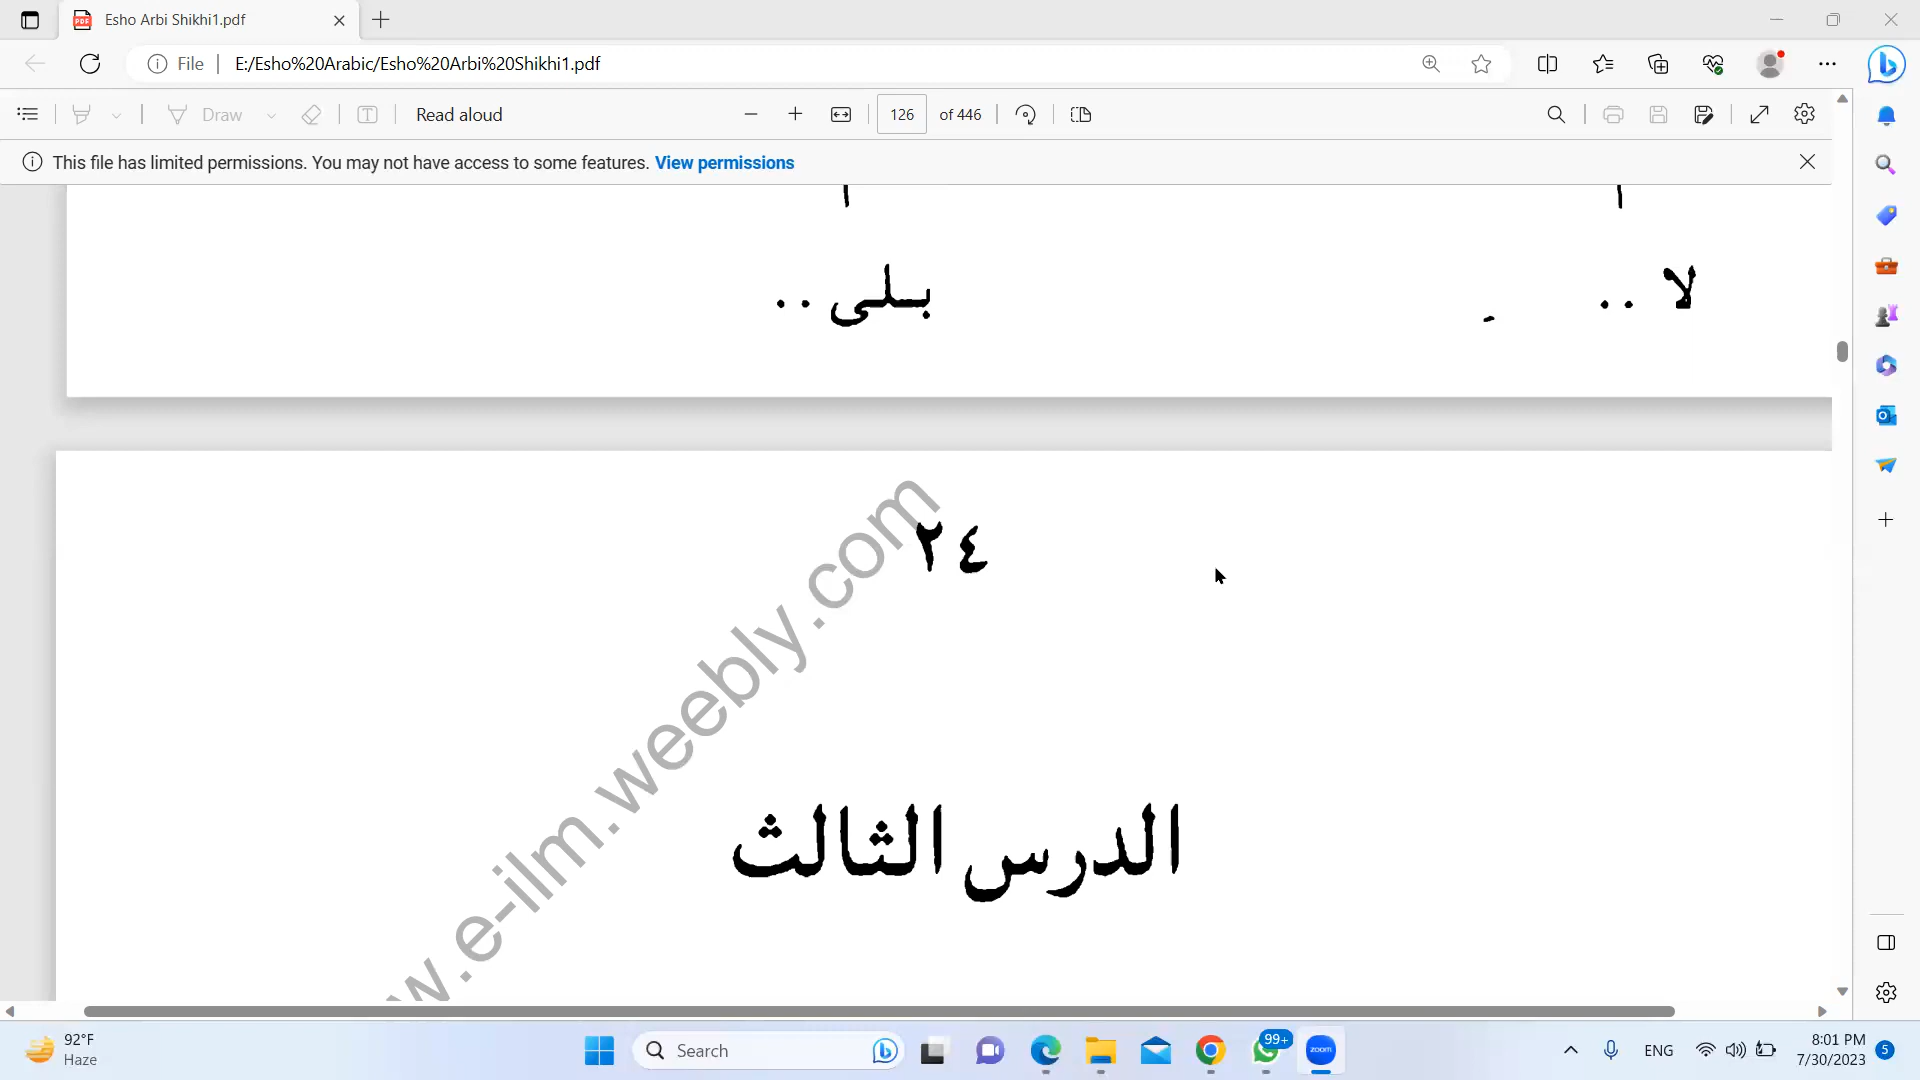 Esho Arbi Shikhi1.pdf
File E:/Esho%20Arabic/Esho%20Arbi%20Shikhi1.pdf
Draw Read aloud 126 of 446
This file has limited permissions. You may not have access to some features. View permissions
لا .. بلى ..
٢٤
w.e-ilm.weebly.com
الدرس الثالث
92°F
Haze
Search
99+
zoom
ENG
8:01 PM
7/30/2023
5